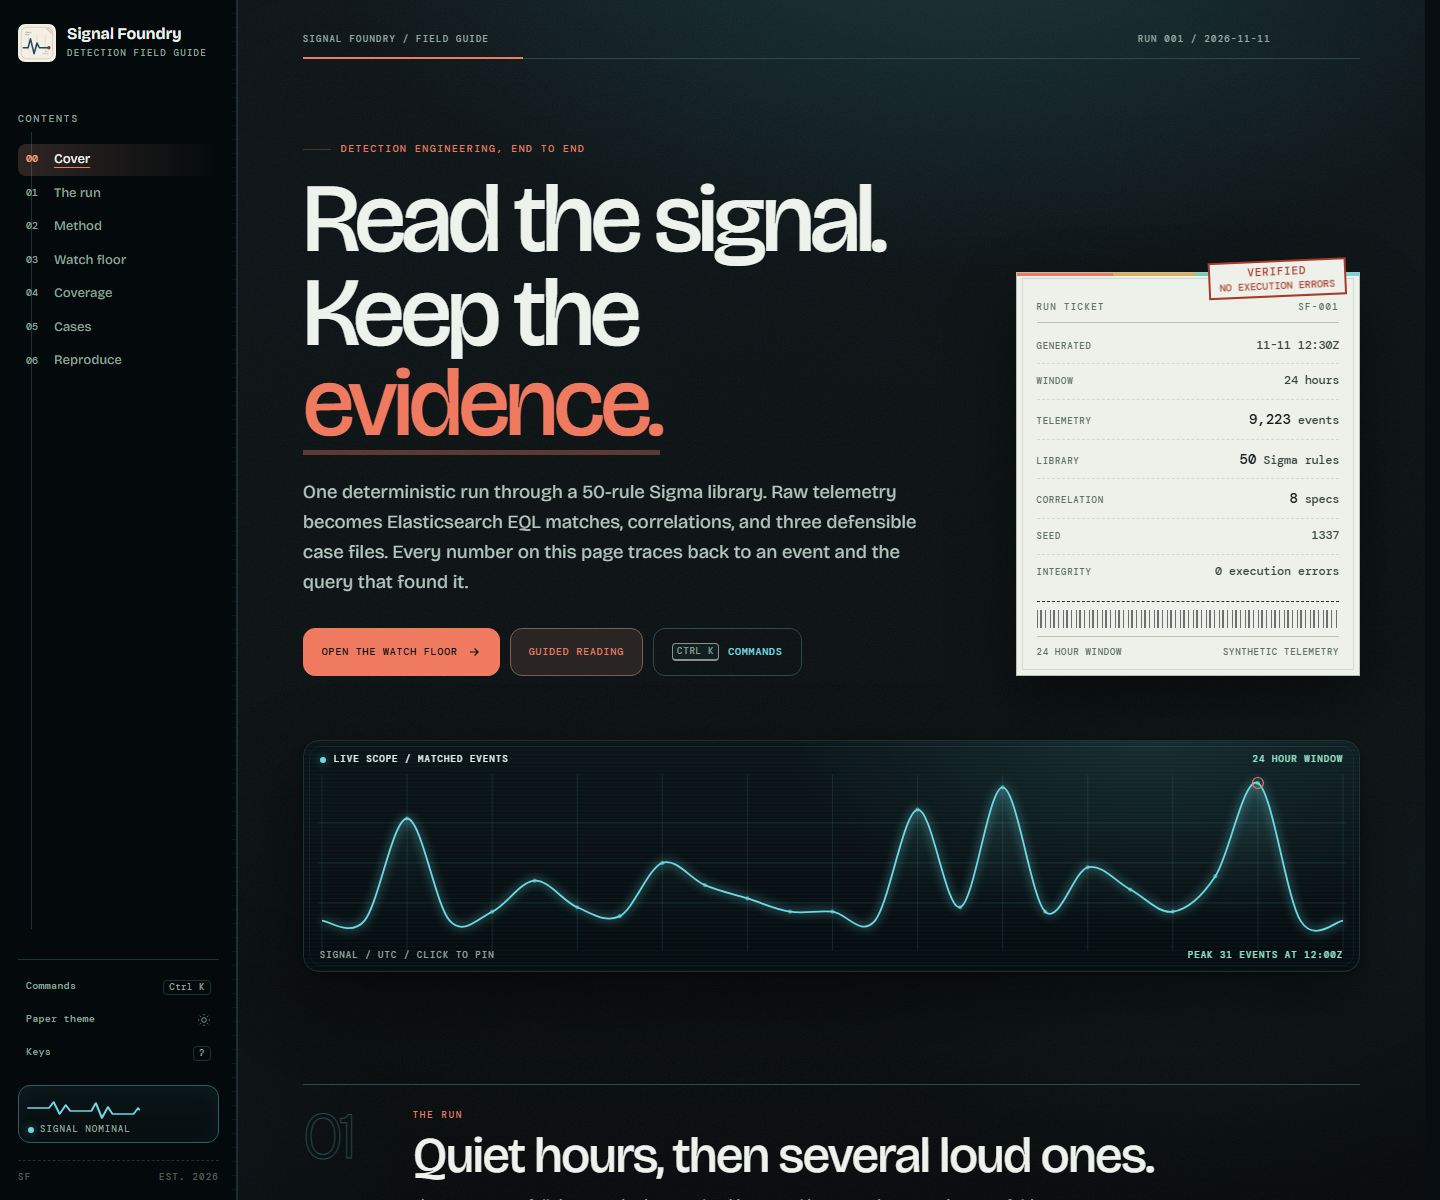 Signal Foundry
DETECTION FIELD GUIDE
CONTENTS
00 Cover
01 The run
02 Method
03 Watch floor
04 Coverage
05 Cases
06 Reproduce
Commands Ctrl K
Paper theme
Keys ?
SIGNAL NOMINAL
SF EST. 2026
SIGNAL FOUNDRY / FIELD GUIDE RUN 001 / 2026-11-11
DETECTION ENGINEERING, END TO END
Read the signal.
Keep the
evidence.
One deterministic run through a 50-rule Sigma library. Raw telemetry
becomes Elasticsearch EQL matches, correlations, and three defensible
case files. Every number on this page traces back to an event and the
query that found it.
OPEN THE WATCH FLOOR → GUIDED READING CTRL K COMMANDS
VERIFIED
NO EXECUTION ERRORS
RUN TICKET SF-001
GENERATED 11-11 12:30Z
WINDOW 24 hours
TELEMETRY 9,223 events
LIBRARY 50 Sigma rules
CORRELATION 8 specs
SEED 1337
INTEGRITY 0 execution errors
24 HOUR WINDOW SYNTHETIC TELEMETRY
LIVE SCOPE / MATCHED EVENTS 24 HOUR WINDOW
SIGNAL / UTC / CLICK TO PIN PEAK 31 EVENTS AT 12:00Z
01
THE RUN
Quiet hours, then several loud ones.